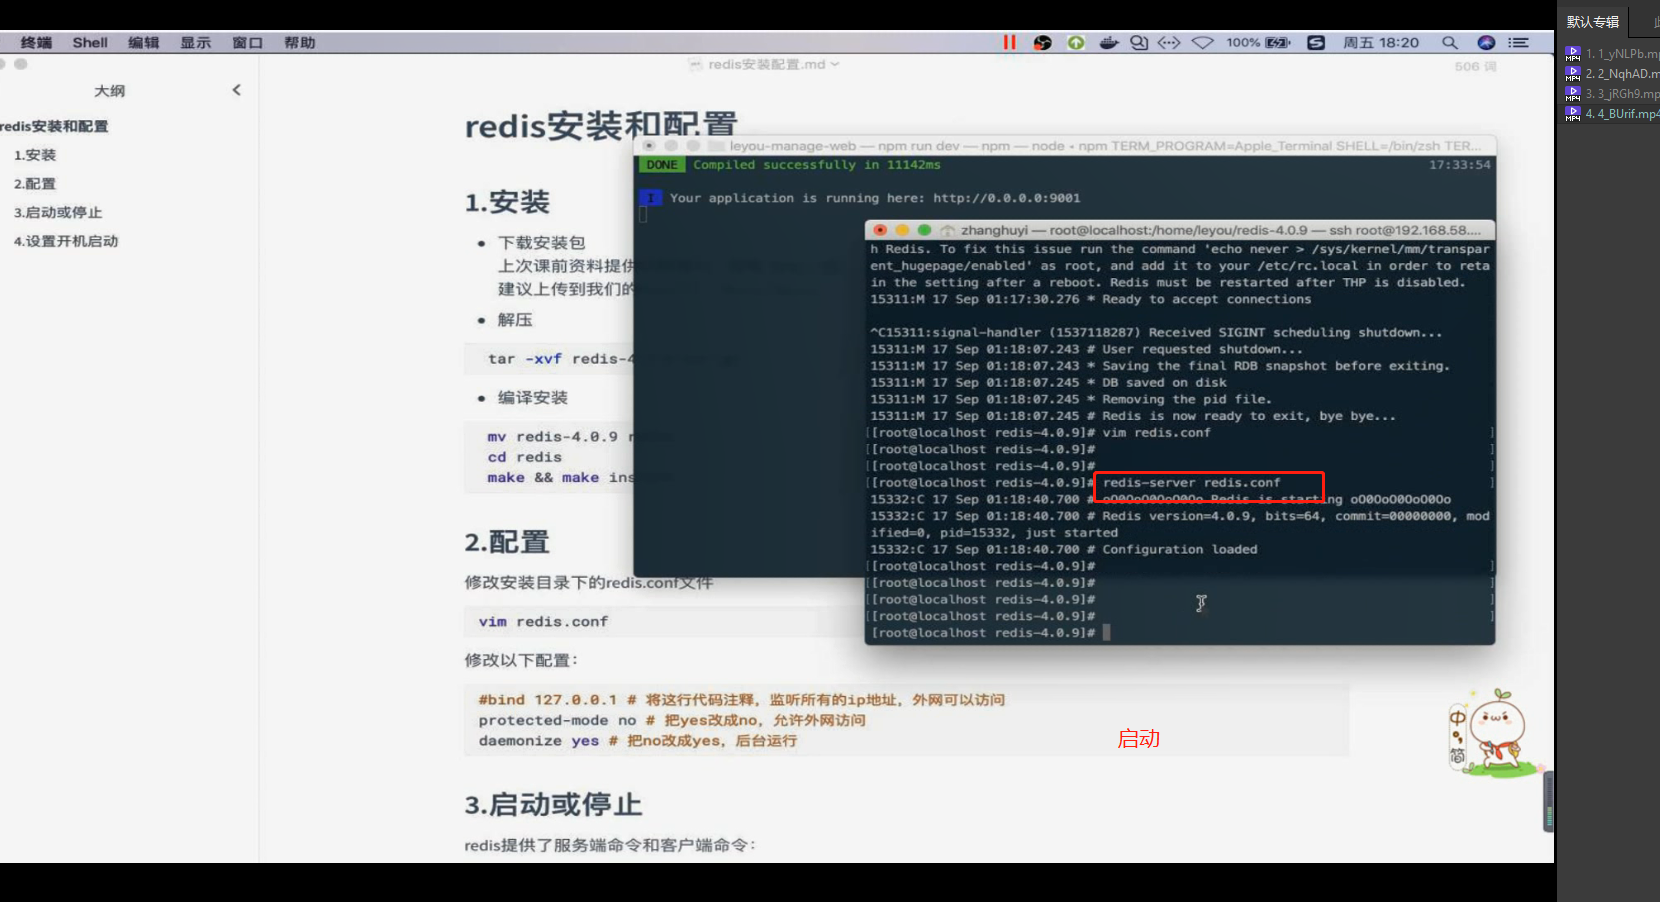 终端 Shell 编辑 显示 窗口 帮助
100%
周五 18:20
默认专辑
1. 1_yNLPb.mp
2. 2_NqhAD.m
3. 3_jRGh9.mp
4. 4_BUrif.mp4
redis安装配置.md
506 词
大纲
redis安装和配置
1.安装
2.配置
3.启动或停止
4.设置开机启动
redis安装和配置
1.安装
下载安装包
上次课前资料提供
建议上传到我们的
解压
tar -xvf redis-4
编译安装
mv redis-4.0.9 r
cd redis
make && make ins
2.配置
修改安装目录下的redis.conf文件
vim redis.conf
修改以下配置：
#bind 127.0.0.1 # 将这行代码注释，监听所有的ip地址，外网可以访问
protected-mode no # 把yes改成no，允许外网访问
daemonize yes # 把no改成yes，后台运行
3.启动或停止
redis提供了服务端命令和客户端命令：
leyou-manage-web — npm run dev — npm — node • npm TERM_PROGRAM=Apple_Terminal SHELL=/bin/zsh TER...
DONE Compiled successfully in 11142ms
17:33:54
I Your application is running here: http://0.0.0.0:9001
zhanghuyi — root@localhost:/home/leyou/redis-4.0.9 — ssh root@192.168.58....
h Redis. To fix this issue run the command 'echo never > /sys/kernel/mm/transpar
ent_hugepage/enabled' as root, and add it to your /etc/rc.local in order to reta
in the setting after a reboot. Redis must be restarted after THP is disabled.
15311:M 17 Sep 01:17:30.276 * Ready to accept connections
^C15311:signal-handler (1537118287) Received SIGINT scheduling shutdown...
15311:M 17 Sep 01:18:07.243 # User requested shutdown...
15311:M 17 Sep 01:18:07.243 * Saving the final RDB snapshot before exiting.
15311:M 17 Sep 01:18:07.245 * DB saved on disk
15311:M 17 Sep 01:18:07.245 * Removing the pid file.
15311:M 17 Sep 01:18:07.245 # Redis is now ready to exit, bye bye...
[[root@localhost redis-4.0.9]# vim redis.conf ]
[[root@localhost redis-4.0.9]# ]
[[root@localhost redis-4.0.9]# ]
[[root@localhost redis-4.0.9]# redis-server redis.conf ]
15332:C 17 Sep 01:18:40.700 # oO0OoO0OoO0Oo Redis is starting oO0OoO0OoO0Oo
15332:C 17 Sep 01:18:40.700 # Redis version=4.0.9, bits=64, commit=00000000, mod
ified=0, pid=15332, just started
15332:C 17 Sep 01:18:40.700 # Configuration loaded
[[root@localhost redis-4.0.9]# ]
[[root@localhost redis-4.0.9]# ]
[[root@localhost redis-4.0.9]# ]
[[root@localhost redis-4.0.9]# ]
[root@localhost redis-4.0.9]#
启动
中
简